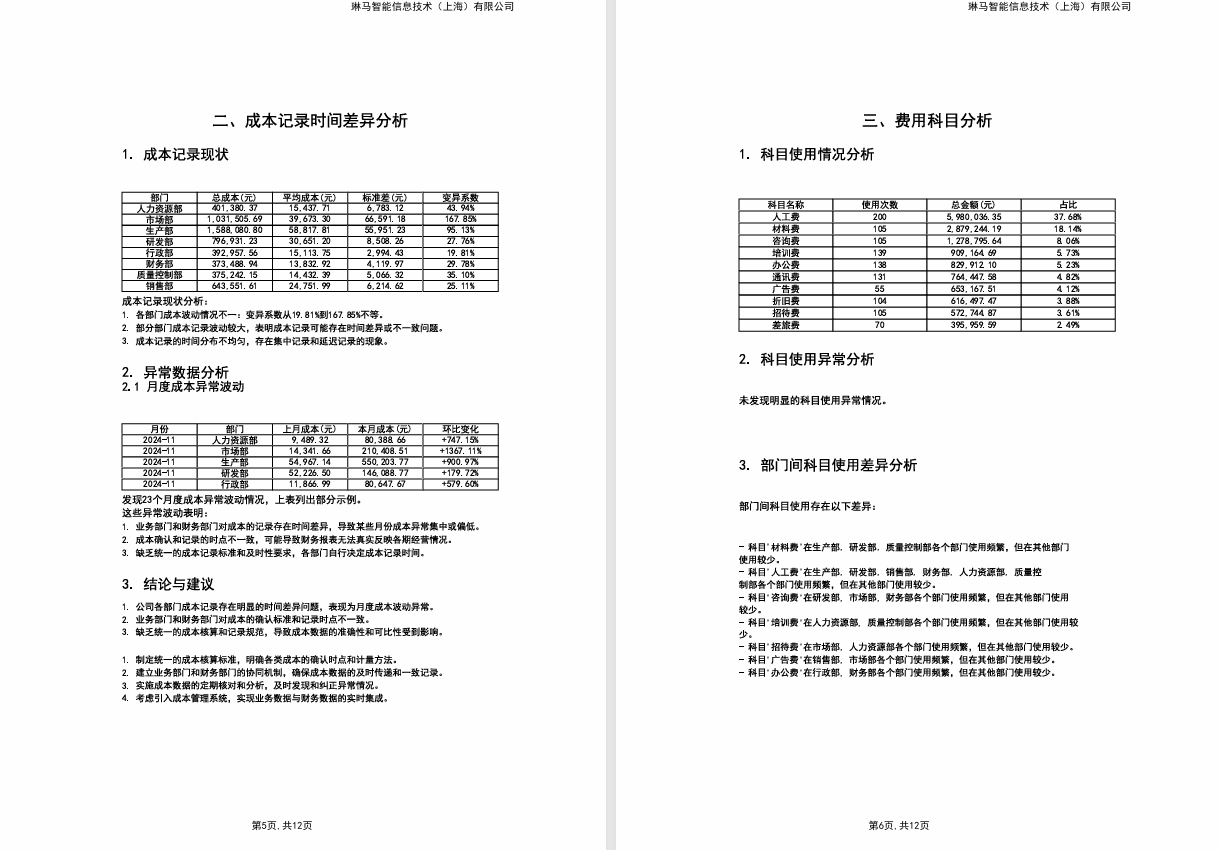 琳马智能信息技术（上海）有限公司
二、成本记录时间差异分析
1. 成本记录现状
部门 总成本(元) 平均成本(元) 标准差(元) 变异系数
人力资源部 401,380.37 15,437.71 6,783.12 43.94%
市场部 1,031,505.69 39,673.30 66,591.18 167.85%
生产部 1,588,080.80 58,817.81 55,951.23 95.13%
研发部 796,931.23 30,651.20 8,508.26 27.76%
行政部 392,957.56 15,113.75 2,994.43 19.81%
财务部 373,488.94 13,832.92 4,119.97 29.78%
质量控制部 375,242.15 14,432.39 5,066.32 35.10%
销售部 643,551.61 24,751.99 6,214.62 25.11%
成本记录现状分析：
1. 各部门成本波动情况不一：变异系数从19.81%到167.85%不等。
2. 部分部门成本记录波动较大，表明成本记录可能存在时间差异或不一致问题。
3. 成本记录的时间分布不均匀，存在集中记录和延迟记录的现象。
2. 异常数据分析
2.1 月度成本异常波动
月份 部门 上月成本(元) 本月成本(元) 环比变化
2024-11 人力资源部 9,489.32 80,388.66 +747.15%
2024-11 市场部 14,341.66 210,408.51 +1367.11%
2024-11 生产部 54,967.14 550,203.77 +900.97%
2024-11 研发部 52,226.50 146,088.77 +179.72%
2024-11 行政部 11,866.99 80,647.67 +579.60%
发现23个月度成本异常波动情况，上表列出部分示例。
这些异常波动表明：
1. 业务部门和财务部门对成本的记录存在时间差异，导致某些月份成本异常集中或偏低。
2. 成本确认和记录的时点不一致，可能导致财务报表无法真实反映各期经营情况。
3. 缺乏统一的成本记录标准和及时性要求，各部门自行决定成本记录时间。
3. 结论与建议
1. 公司各部门成本记录存在明显的时间差异问题，表现为月度成本波动异常。
2. 业务部门和财务部门对成本的确认标准和记录时点不一致。
3. 缺乏统一的成本核算和记录规范，导致成本数据的准确性和可比性受到影响。
1. 制定统一的成本核算标准，明确各类成本的确认时点和计量方法。
2. 建立业务部门和财务部门的协同机制，确保成本数据的及时传递和一致记录。
3. 实施成本数据的定期核对和分析，及时发现和纠正异常情况。
4. 考虑引入成本管理系统，实现业务数据与财务数据的实时集成。
第5页,共12页
琳马智能信息技术（上海）有限公司
三、费用科目分析
1. 科目使用情况分析
科目名称 使用次数 总金额(元) 占比
人工费 200 5,980,036.35 37.68%
材料费 105 2,879,244.19 18.14%
咨询费 105 1,278,795.64 8.06%
培训费 139 909,164.69 5.73%
办公费 138 829,912.10 5.23%
通讯费 131 764,447.58 4.82%
广告费 55 653,167.51 4.12%
折旧费 104 616,497.47 3.88%
招待费 105 572,744.87 3.61%
差旅费 70 395,959.59 2.49%
2. 科目使用异常分析
未发现明显的科目使用异常情况。
3. 部门间科目使用差异分析
部门间科目使用存在以下差异：
- 科目'材料费'在生产部, 研发部, 质量控制部各个部门使用频繁，但在其他部门
使用较少。
- 科目'人工费'在生产部, 研发部, 销售部, 财务部, 人力资源部, 质量控
制部各个部门使用频繁，但在其他部门使用较少。
- 科目'咨询费'在研发部, 市场部, 财务部各个部门使用频繁，但在其他部门使用
较少。
- 科目'培训费'在人力资源部, 质量控制部各个部门使用频繁，但在其他部门使用较
少。
- 科目'招待费'在市场部, 人力资源部各个部门使用频繁，但在其他部门使用较少。
- 科目'广告费'在销售部, 市场部各个部门使用频繁，但在其他部门使用较少。
- 科目'办公费'在行政部, 财务部各个部门使用频繁，但在其他部门使用较少。
第6页,共12页